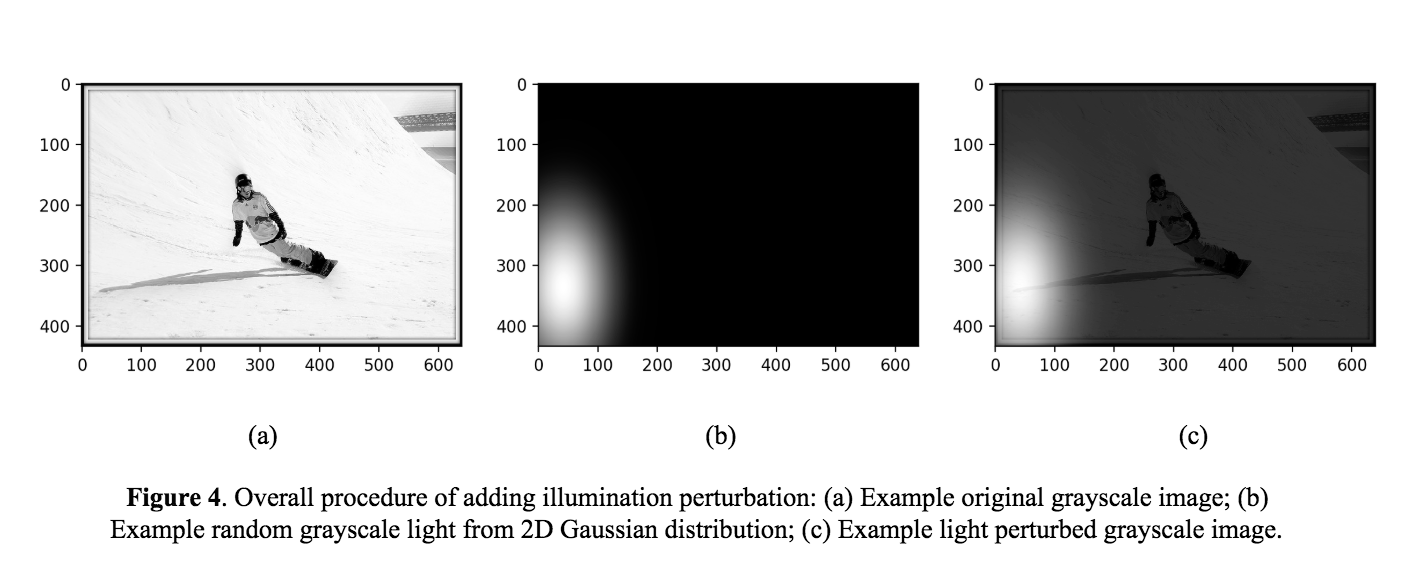 0
100
200
300
400
0 100 200 300 400 500 600
0
100
200
300
400
0 100 200 300 400 500 600
0
100
200
300
400
0 100 200 300 400 500 600
(a) (b) (c)
Figure 4. Overall procedure of adding illumination perturbation: (a) Example original grayscale image; (b)
Example random grayscale light from 2D Gaussian distribution; (c) Example light perturbed grayscale image.